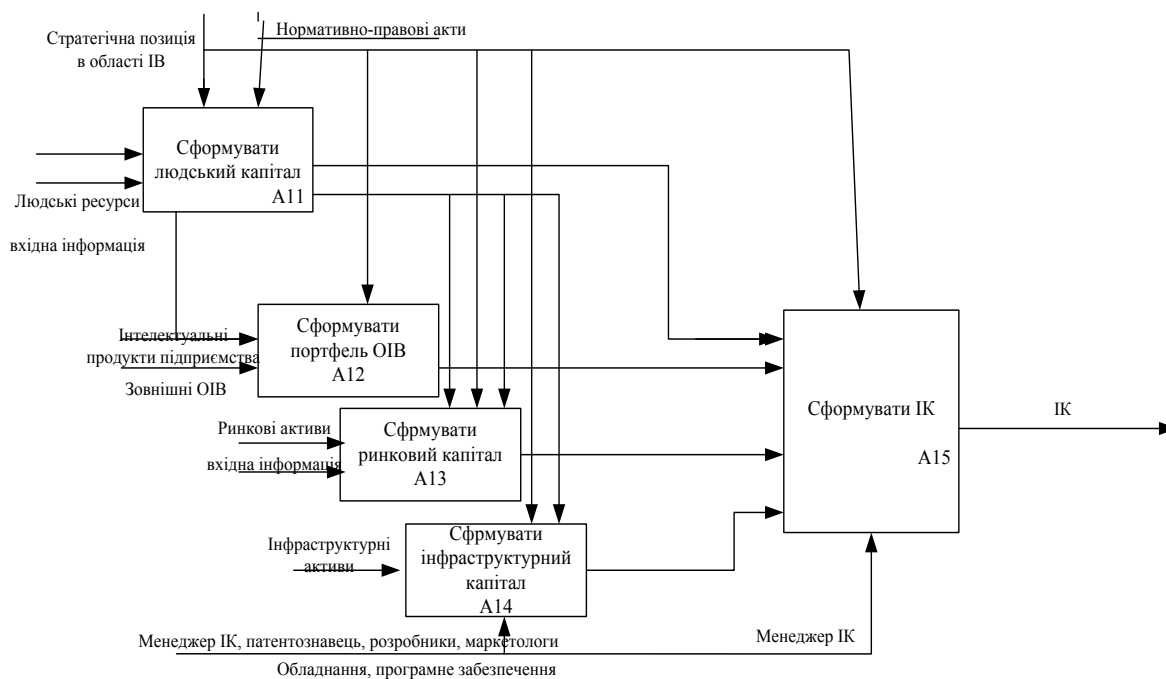 Стратегічна позиція
в області ІВ
Нормативно-правові акти
Сформувати
людський капітал
А11
Людські ресурси
вхідна інформація
Інтелектуальні
продукти підприємства
Зовнішні ОІВ
Сформувати
портфель ОІВ
А12
Ринкові активи
вхідна інформація
Сфрмувати
ринковий капітал
А13
Сформувати ІК
А15
ІК
Інфраструктурні
активи
Сфрмувати
інфраструктурний
капітал
А14
Менеджер ІК, патентознавець, розробники, маркетологи
Обладнання, програмне забезпечення
Менеджер ІК